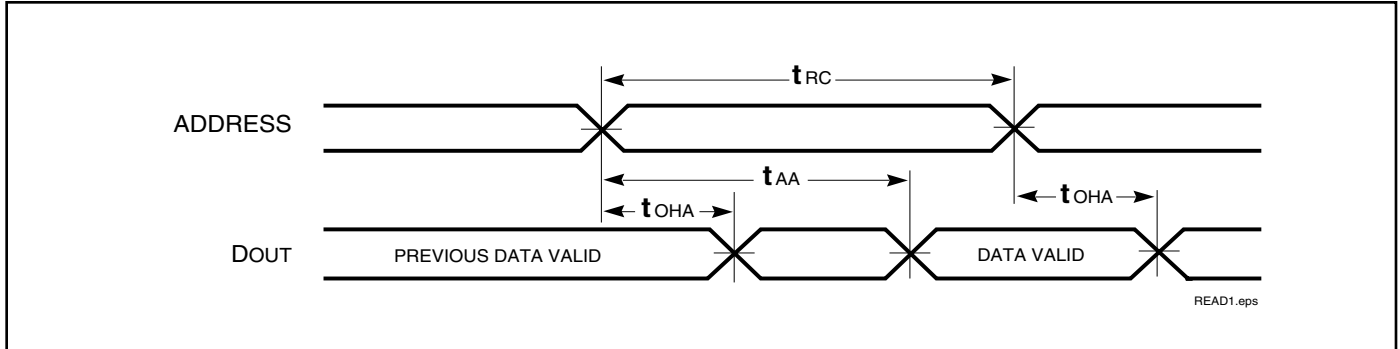 tRC
ADDRESS
tAA
tOHA
tOHA
DOUT
PREVIOUS DATA VALID
DATA VALID
READ1.eps